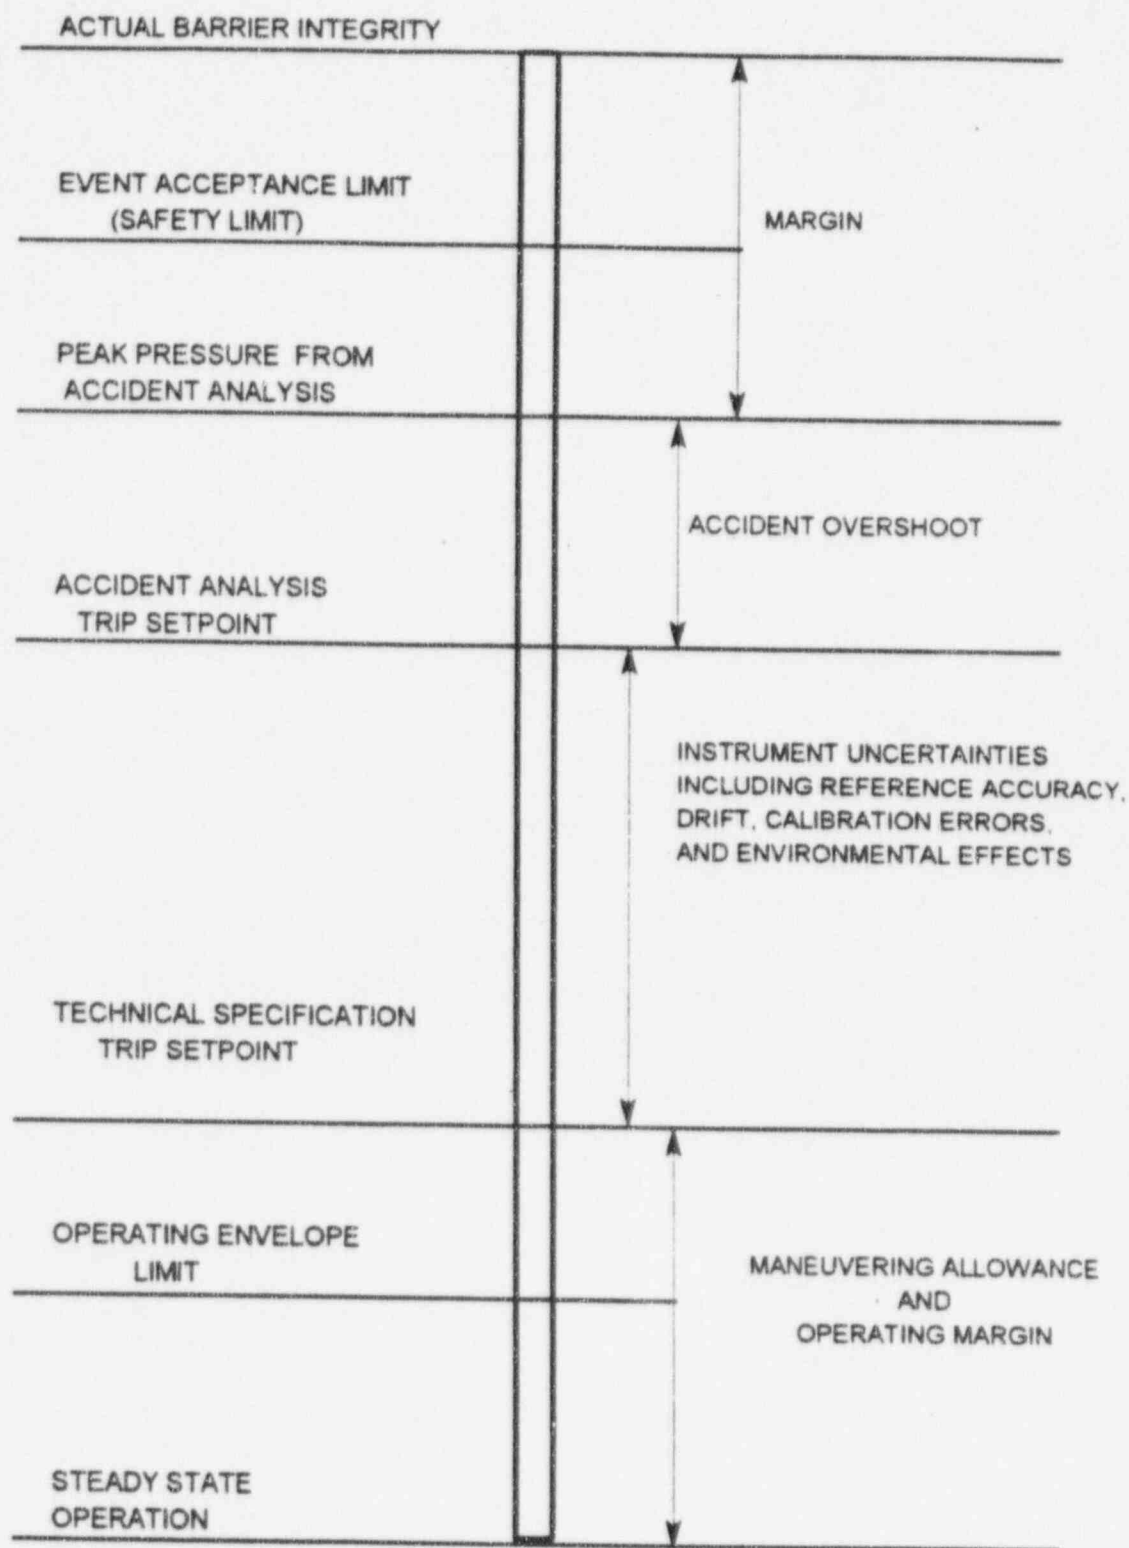 ACTUAL BARRIER INTEGRITY
EVENT ACCEPTANCE LIMIT
(SAFETY LIMIT)
MARGIN
PEAK PRESSURE FROM
ACCIDENT ANALYSIS
ACCIDENT OVERSHOOT
ACCIDENT ANALYSIS
TRIP SETPOINT
INSTRUMENT UNCERTAINTIES
INCLUDING REFERENCE ACCURACY,
DRIFT, CALIBRATION ERRORS,
AND ENVIRONMENTAL EFFECTS
TECHNICAL SPECIFICATION
TRIP SETPOINT
OPERATING ENVELOPE
LIMIT
MANEUVERING ALLOWANCE
AND
OPERATING MARGIN
STEADY STATE
OPERATION